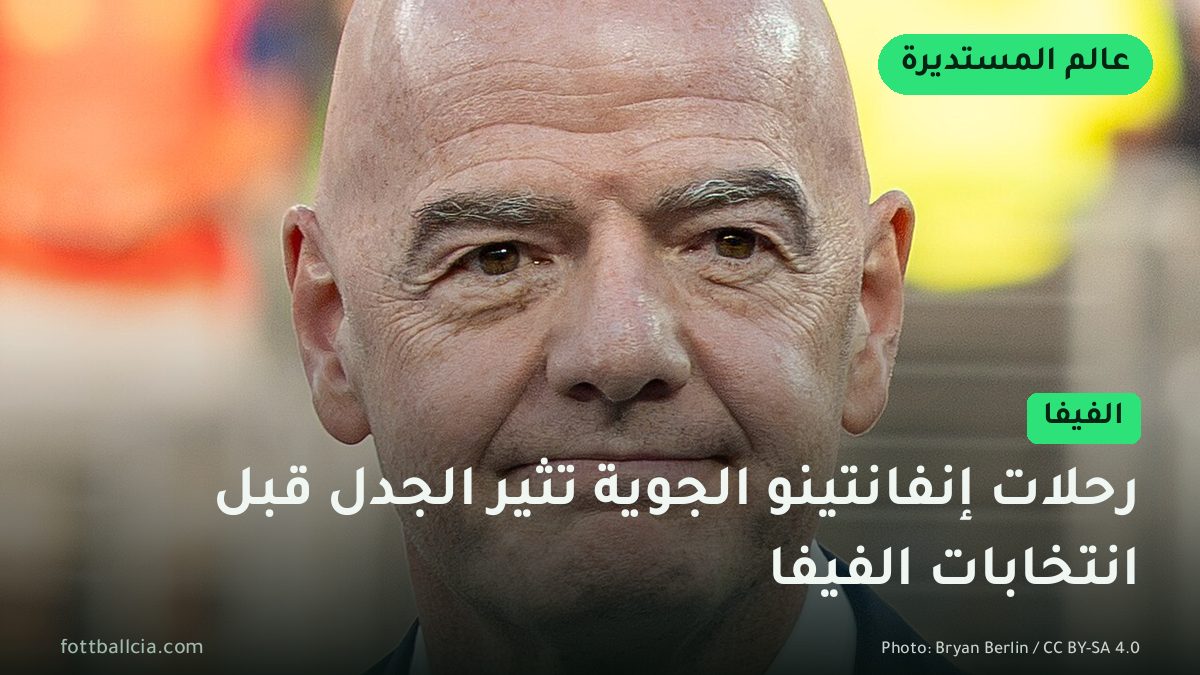 عالم المستديرة
الفيفا
رحلات إنفانتينو الجوية تثير الجدل قبل
انتخابات الفيفا
fottballcia.com
Photo: Bryan Berlin / CC BY-SA 4.0